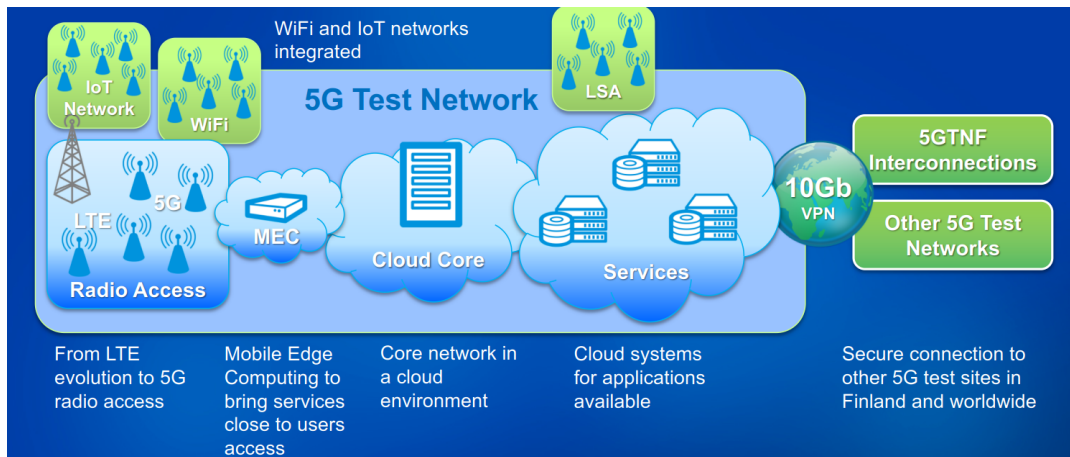 WiFi and IoT networks
integrated
IoT
Network
WiFi
5G Test Network
LSA
LTE
5G
Radio Access
MEC
Cloud Core
Services
10Gb
VPN
5GTNF
Interconnections
Other 5G Test
Networks
From LTE
evolution to 5G
radio access
Mobile Edge
Computing to
bring services
close to users
access
Core network in
a cloud
environment
Cloud systems
for applications
available
Secure connection to
other 5G test sites in
Finland and worldwide